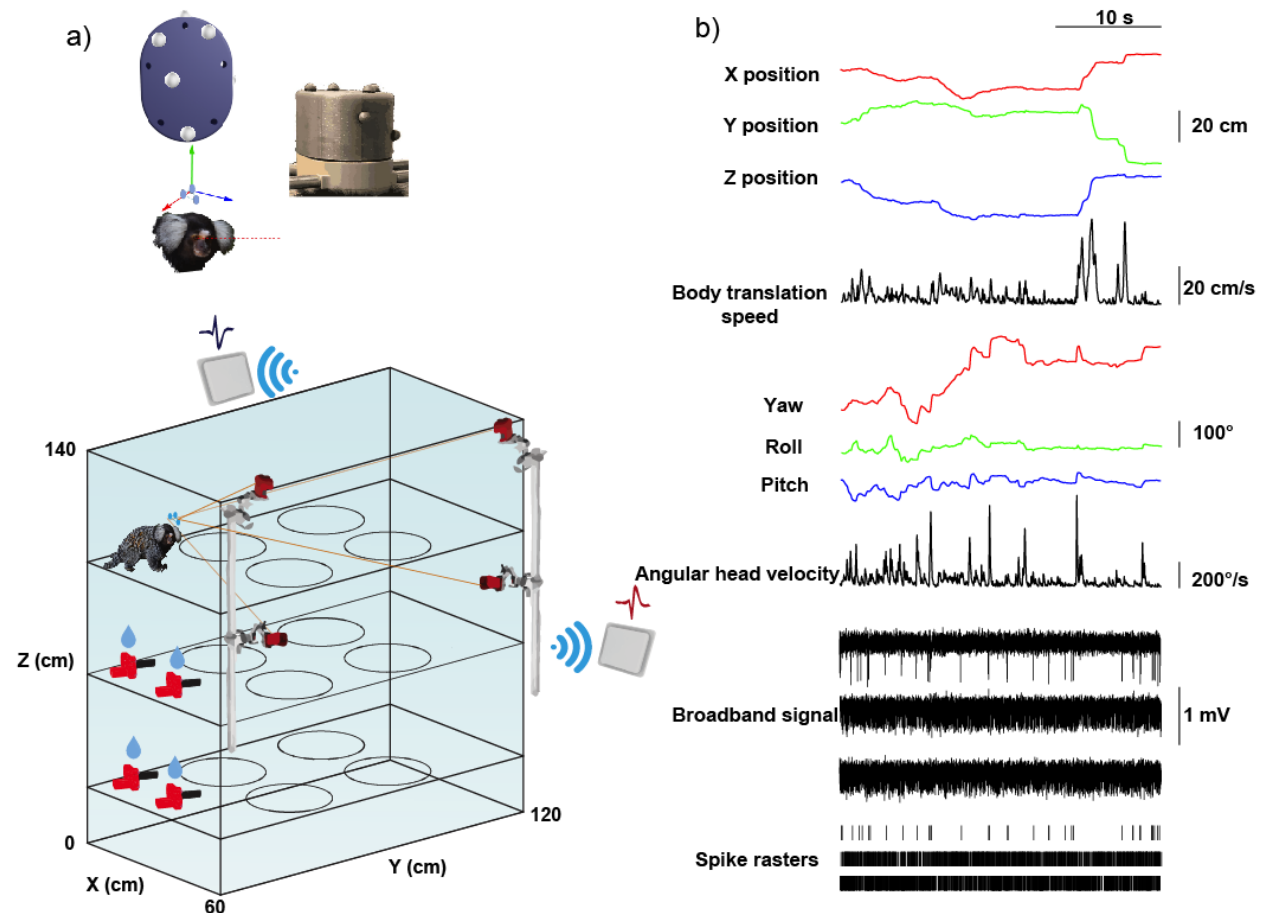 a)
140
Z (cm)
0
X (cm)
60
Y (cm)
120
b)
10 s
X position
Y position
20 cm
Z position
Body translation
speed
20 cm/s
Yaw
Roll
100°
Pitch
Angular head velocity
200°/s
Broadband signal
1 mV
Spike rasters